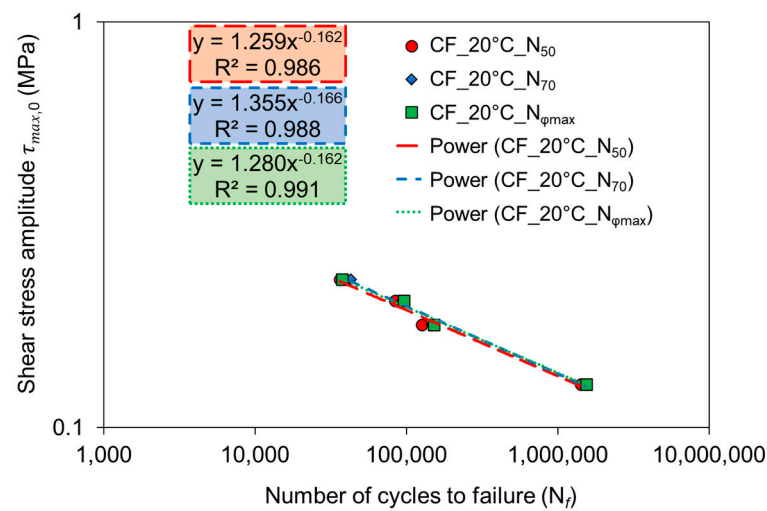 1
y = 1.259x^-0.162
R² = 0.986
y = 1.355x^-0.166
R² = 0.988
y = 1.280x^-0.162
R² = 0.991
CF_20°C_N50
CF_20°C_N70
CF_20°C_Nφmax
Power (CF_20°C_N50)
Power (CF_20°C_N70)
Power (CF_20°C_Nφmax)
Shear stress amplitude τmax,0 (MPa)
0.1
1,000
10,000
100,000
1,000,000
10,000,000
Number of cycles to failure (Nf)